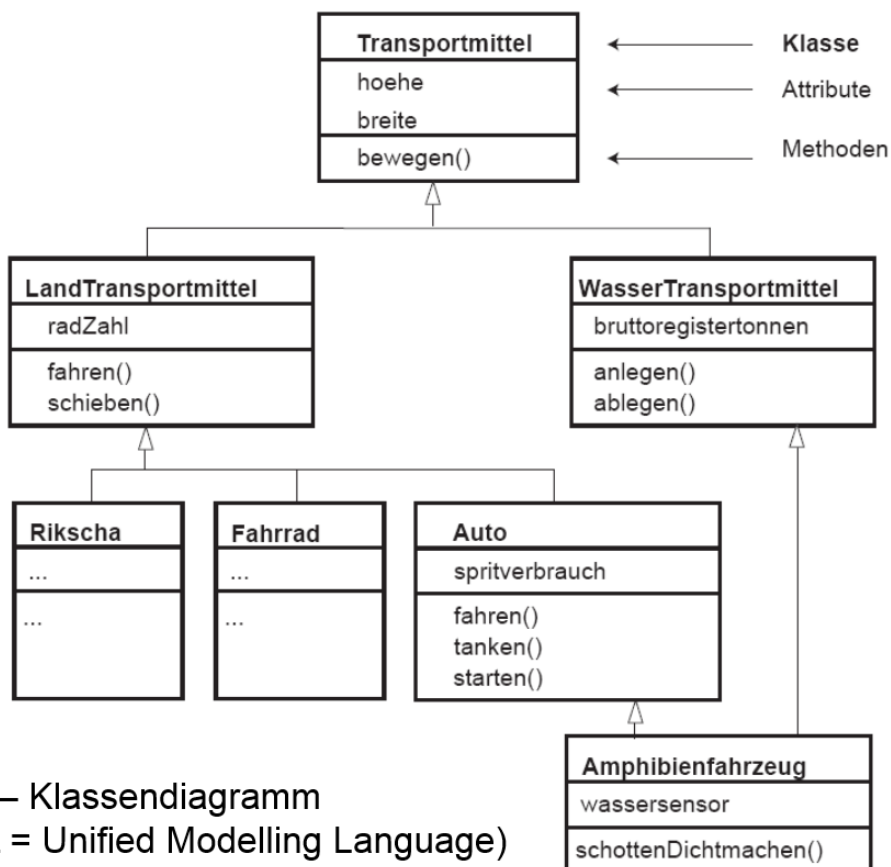 Transportmittel
Klasse
hoehe
Attribute
breite
bewegen()
Methoden
LandTransportmittel
radZahl
fahren()
schieben()
WasserTransportmittel
bruttoregistertonnen
anlegen()
ablegen()
Rikscha
...
...
Fahrrad
...
...
Auto
spritverbrauch
fahren()
tanken()
starten()
Amphibienfahrzeug
wassersensor
schottenDichtmachen()
– Klassendiagramm
= Unified Modelling Language)